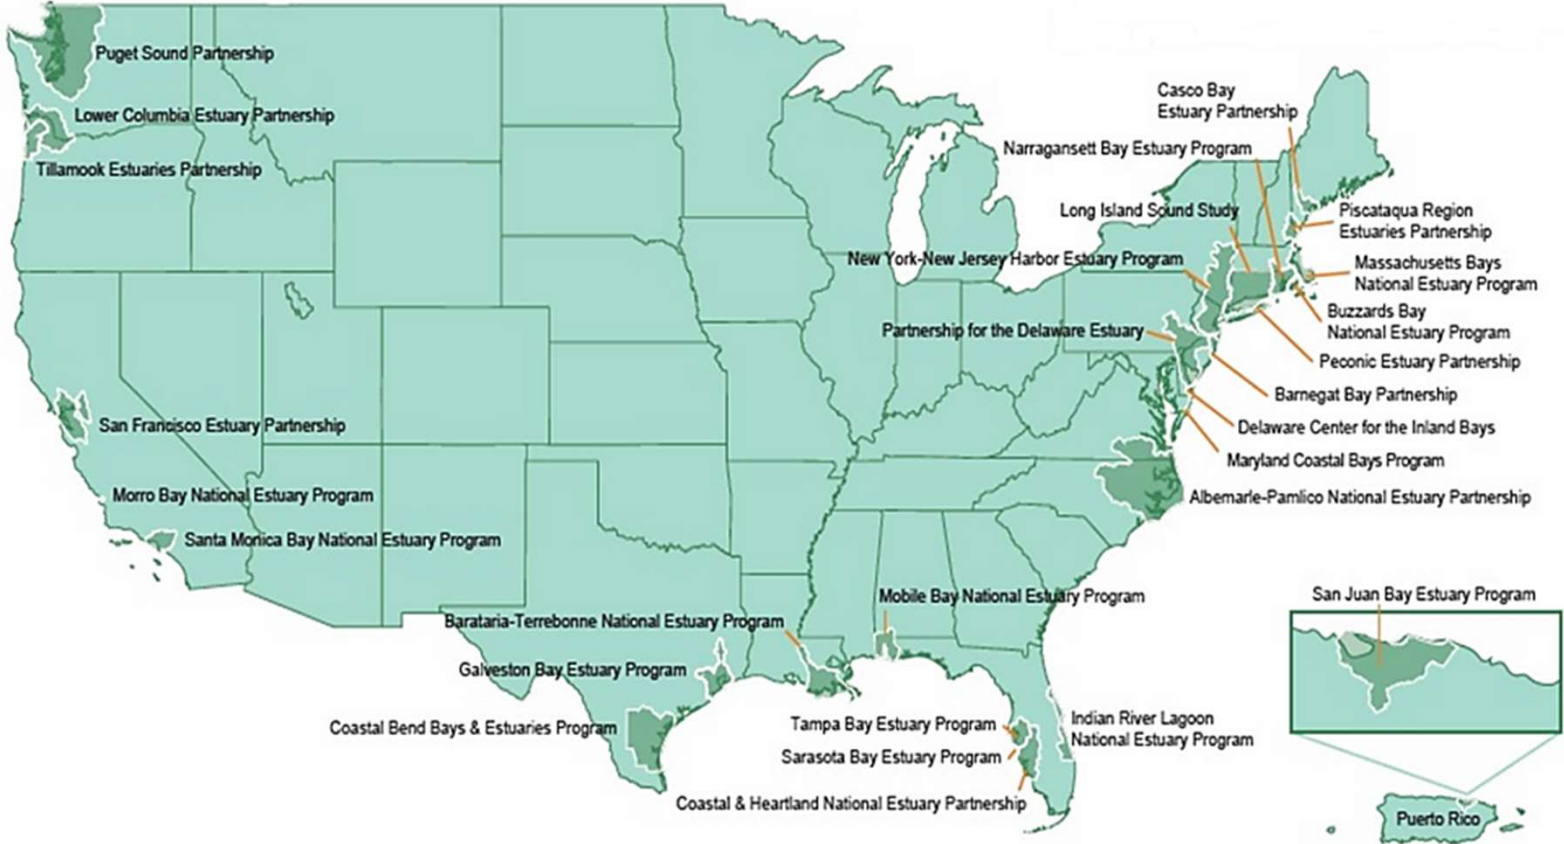 Puget Sound Partnership
Lower Columbia Estuary Partnership
Tillamook Estuaries Partnership
San Francisco Estuary Partnership
Morro Bay National Estuary Program
Santa Monica Bay National Estuary Program
Barataria-Terrebonne National Estuary Program
Galveston Bay Estuary Program
Coastal Bend Bays & Estuaries Program
Mobile Bay National Estuary Program
Tampa Bay Estuary Program
Sarasota Bay Estuary Program
Coastal & Heartland National Estuary Partnership
Indian River Lagoon
National Estuary Program
Casco Bay
Estuary Partnership
Narragansett Bay Estuary Program
Long Island Sound Study
New York-New Jersey Harbor Estuary Program
Partnership for the Delaware Estuary
Piscataqua Region
Estuaries Partnership
Massachusetts Bays
National Estuary Program
Buzzards Bay
National Estuary Program
Peconic Estuary Partnership
Barnegat Bay Partnership
Delaware Center for the Inland Bays
Maryland Coastal Bays Program
Albemarle-Pamlico National Estuary Partnership
San Juan Bay Estuary Program
Puerto Rico